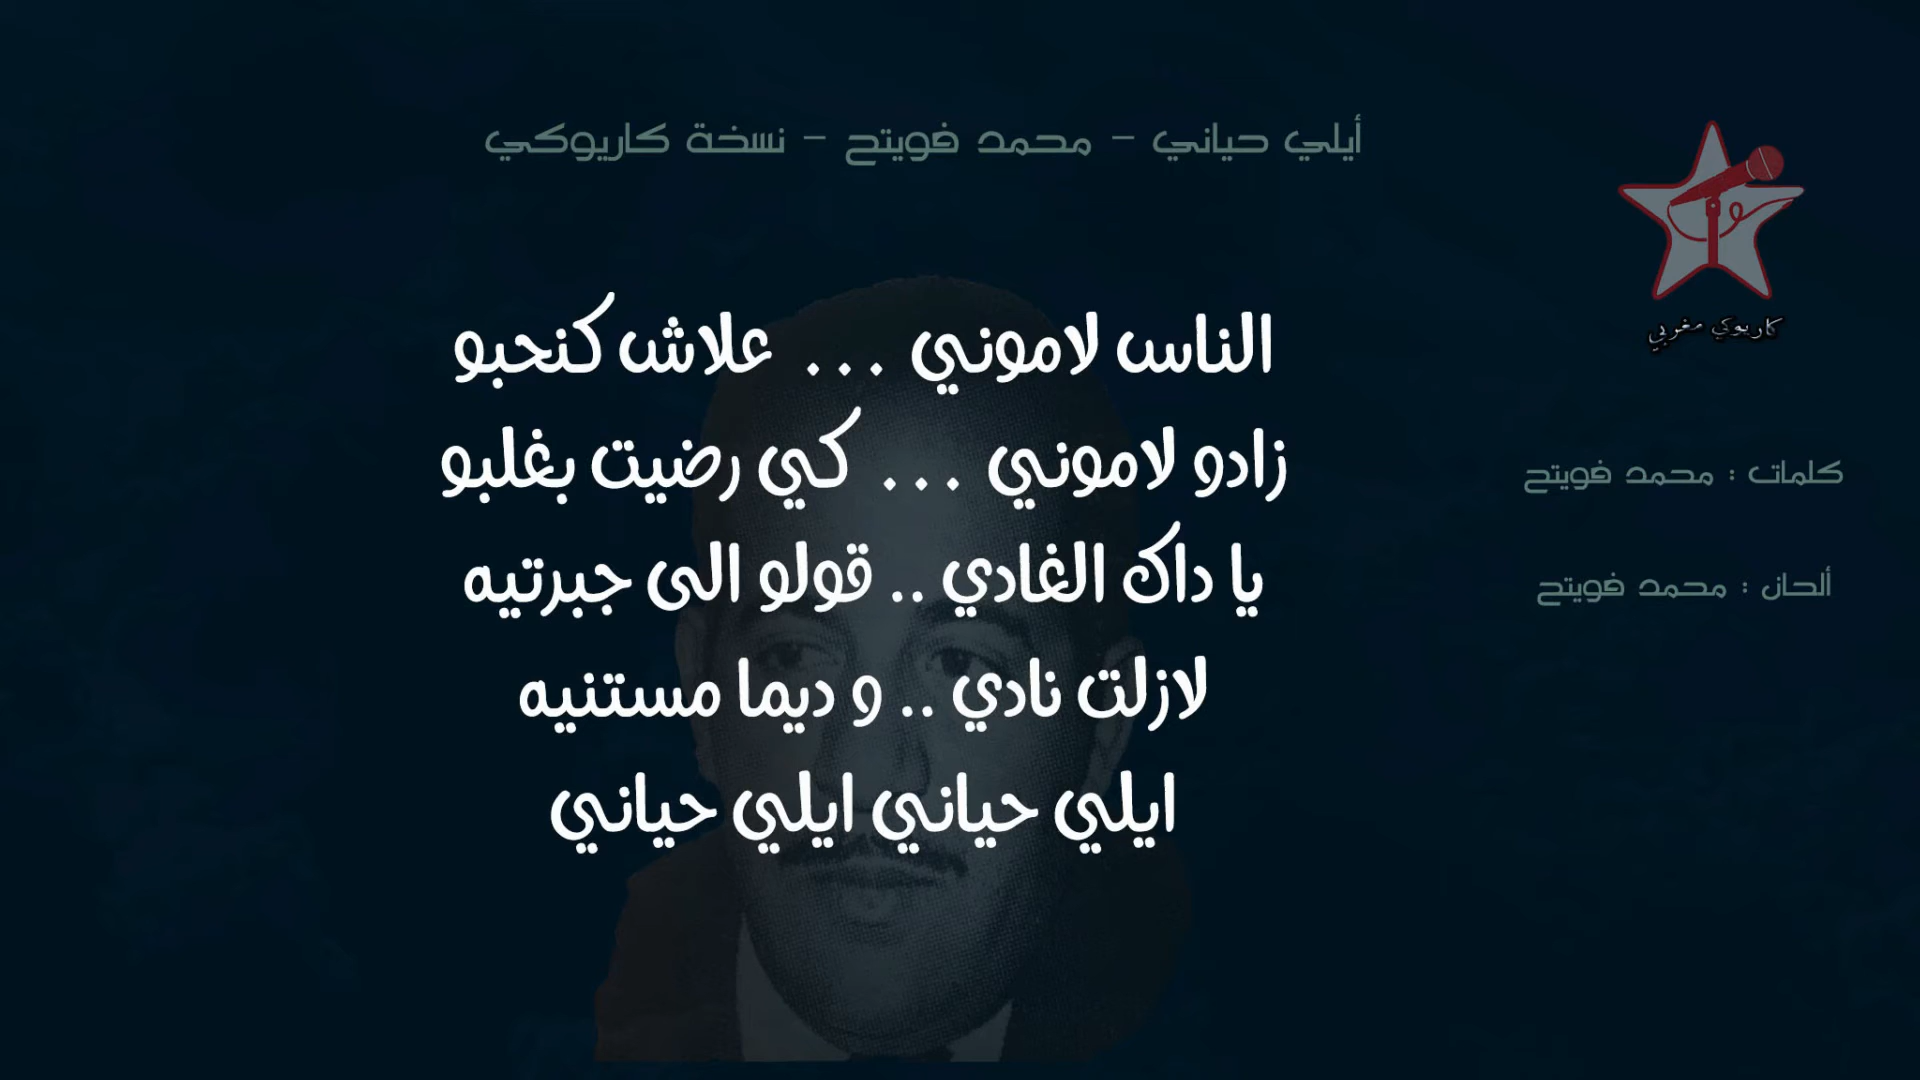 أيلي حياني – محمد فويتح – نسخة كاريوكي
كاريوكي مغربي
الناس لاموني ... علاش كنحبو
زادو لاموني ... كي رضيت بغلبو
يا داك الغادي .. قولو الى جبرتيه
لازلت نادي .. و ديما مستنيه
ايلي حياني ايلي حياني
كلمات : محمد فويتح
ألحان : محمد فويتح